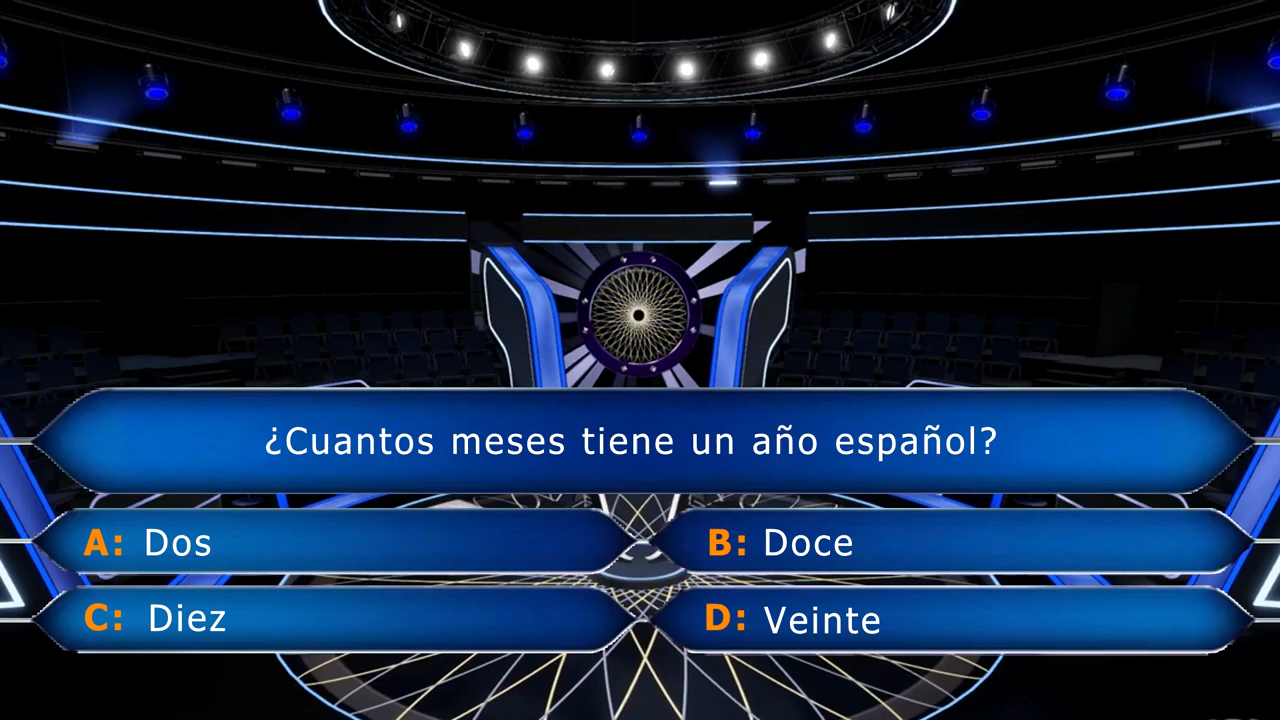 ¿Cuantos meses tiene un año español?
A: Dos
B: Doce
C: Diez
D: Veinte